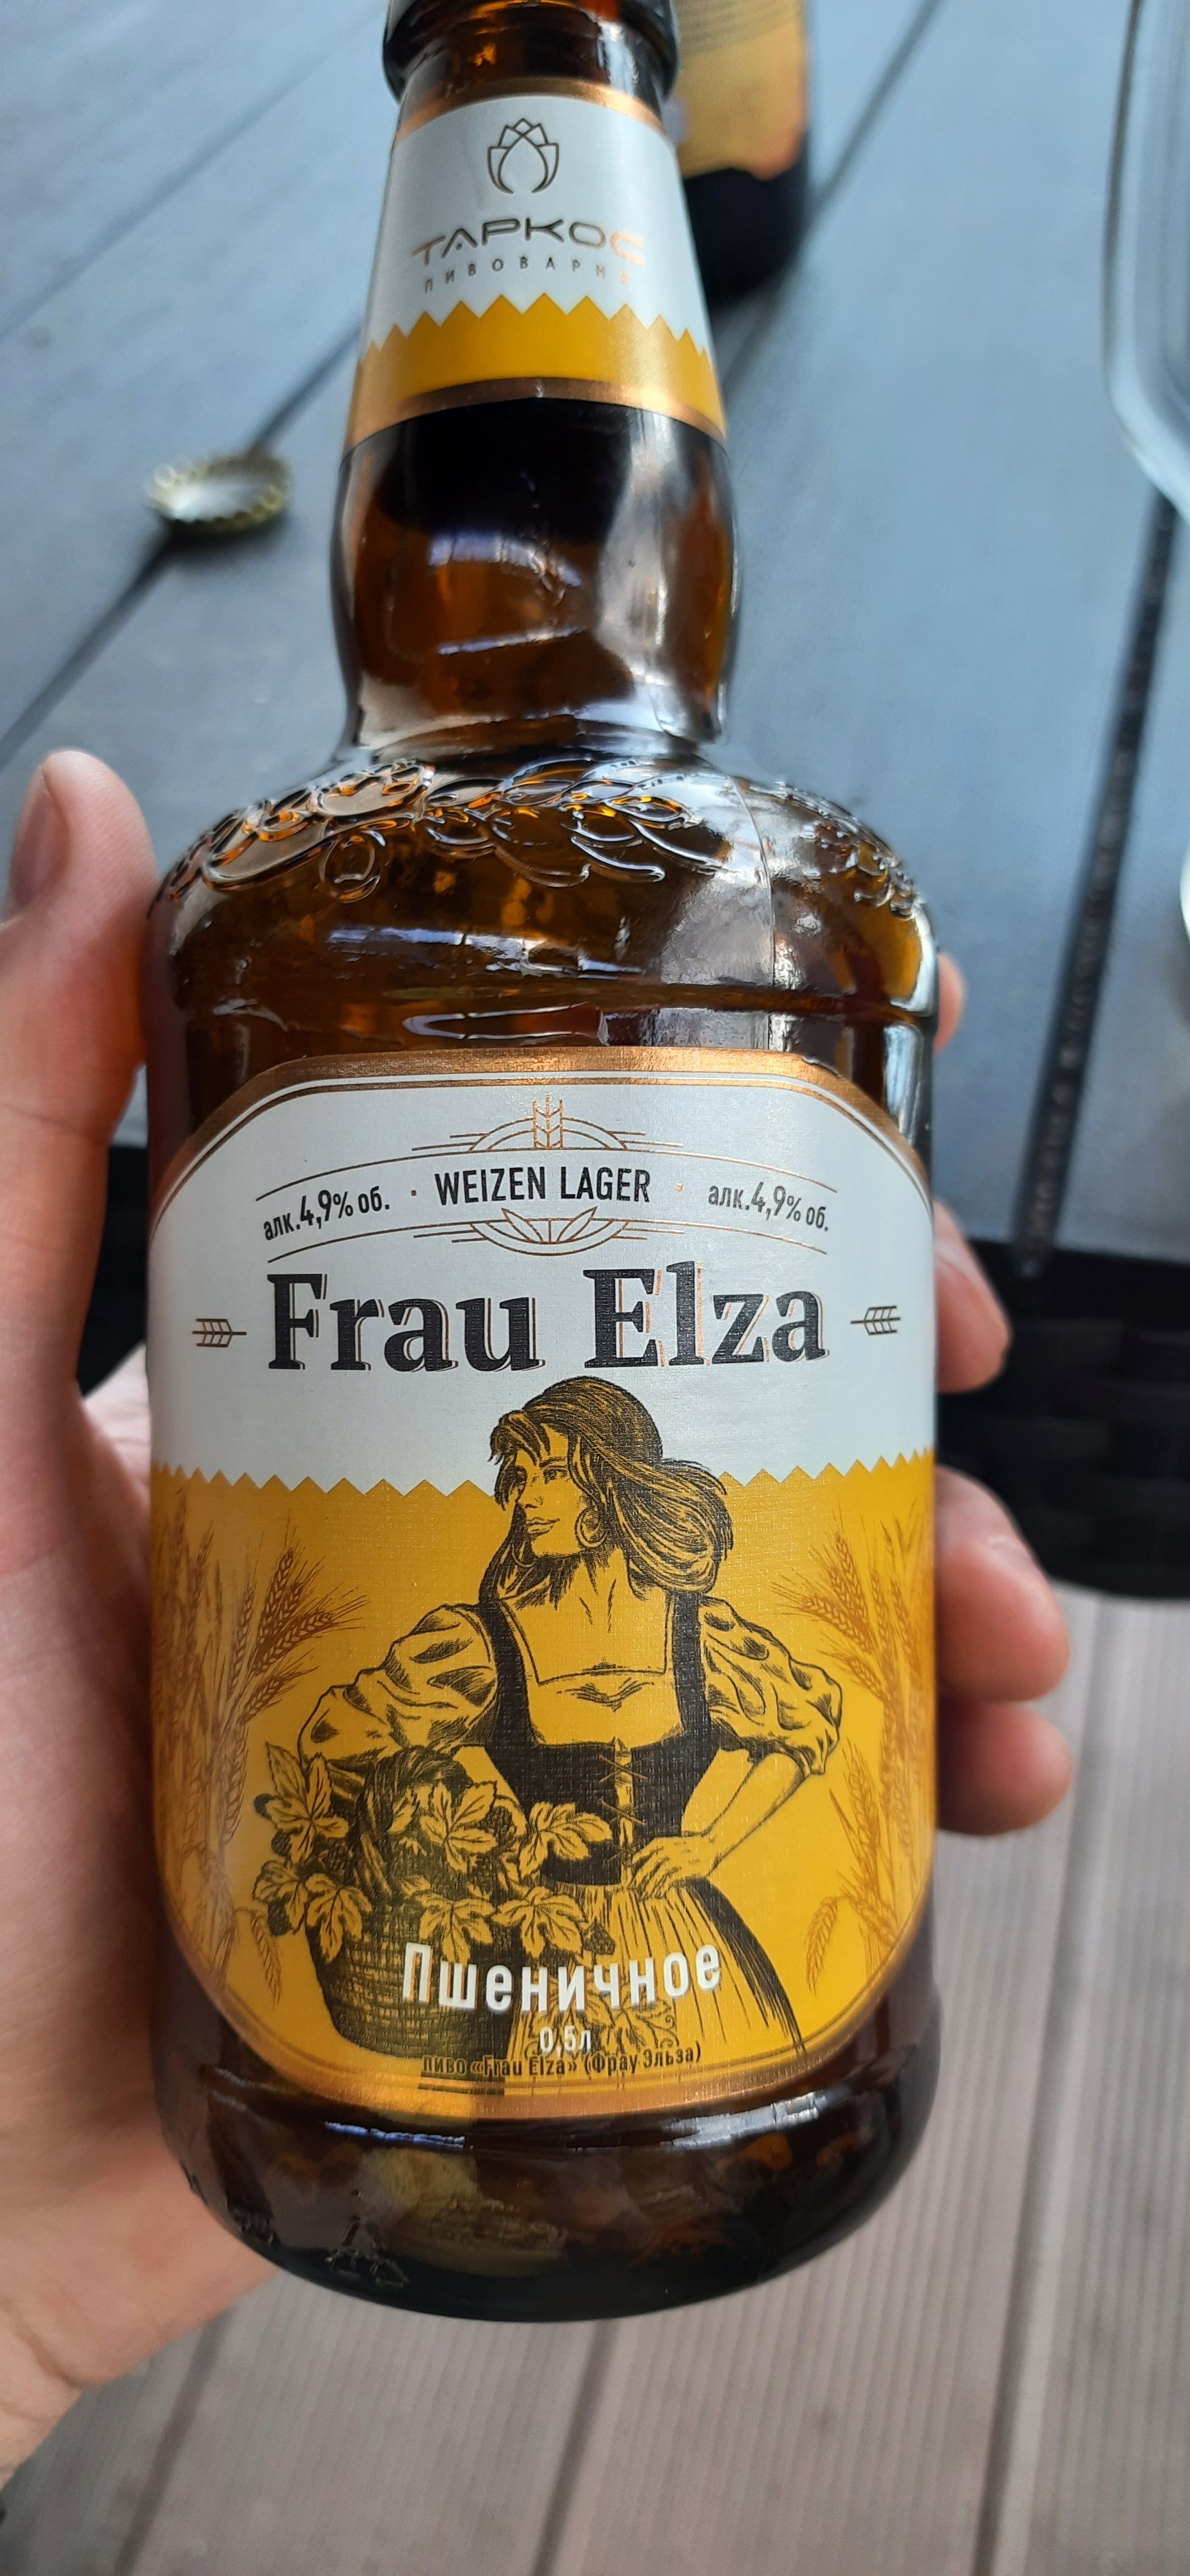 ТАРКОС
ПИВОВАРНЯ
алк.4,9% об. · WEIZEN LAGER · алк.4,9% об.
Frau Elza
Пшеничное
0,5л
пиво «Frau Elza» (Фрау Эльза)